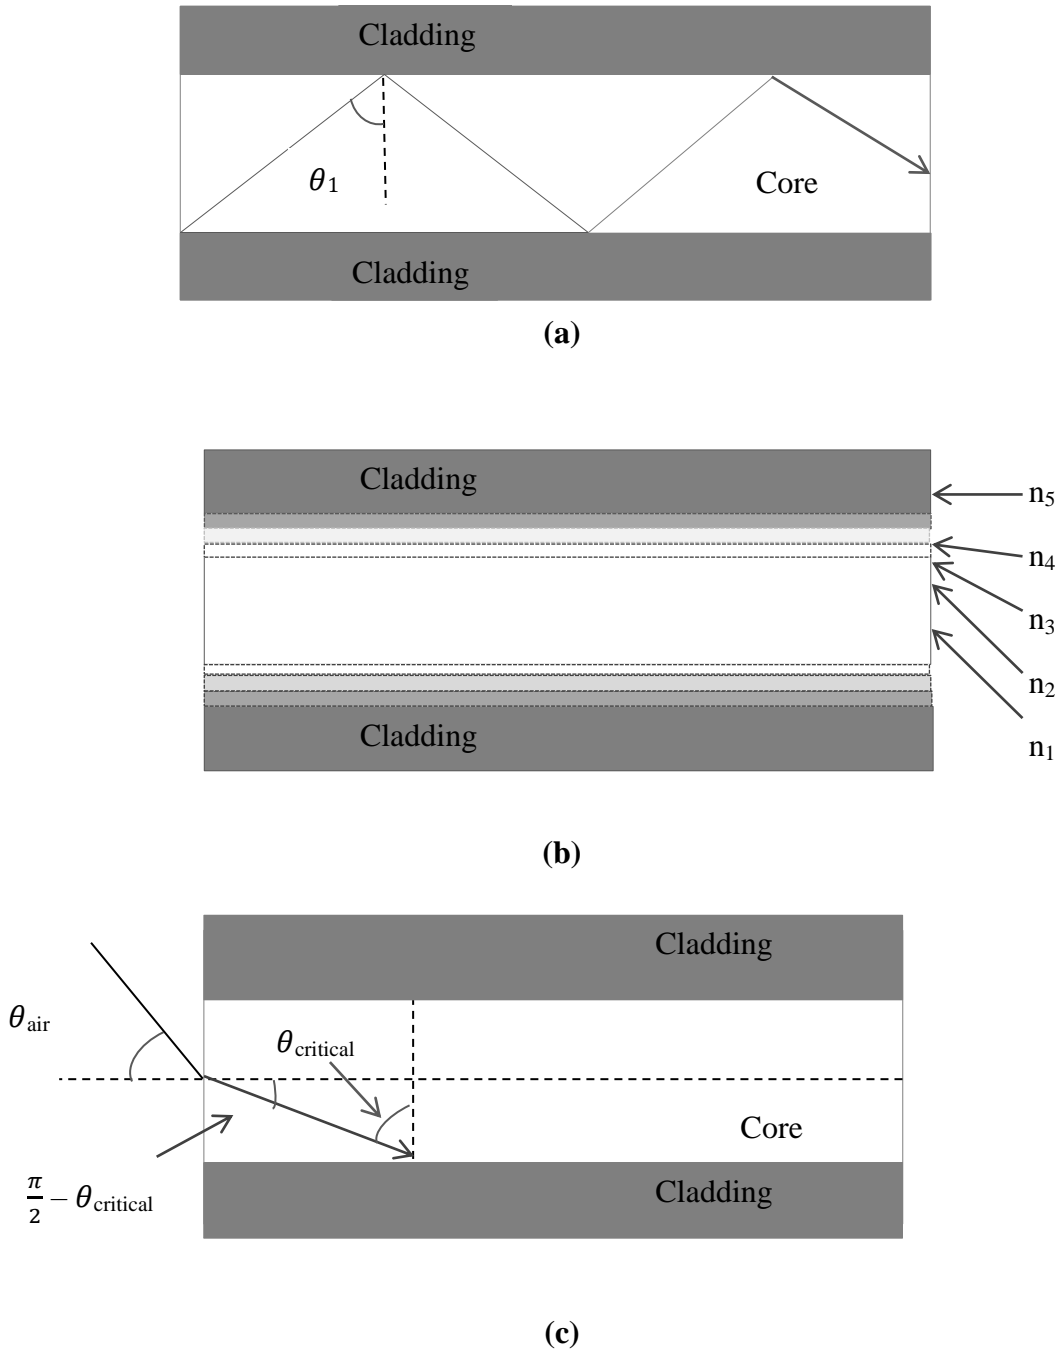 Cladding
θ₁
Core
Cladding
(a)
Cladding
n₅
n₄
n₃
n₂
Cladding
n₁
(b)
Cladding
θair
θcritical
Core
π/2 − θcritical
Cladding
(c)